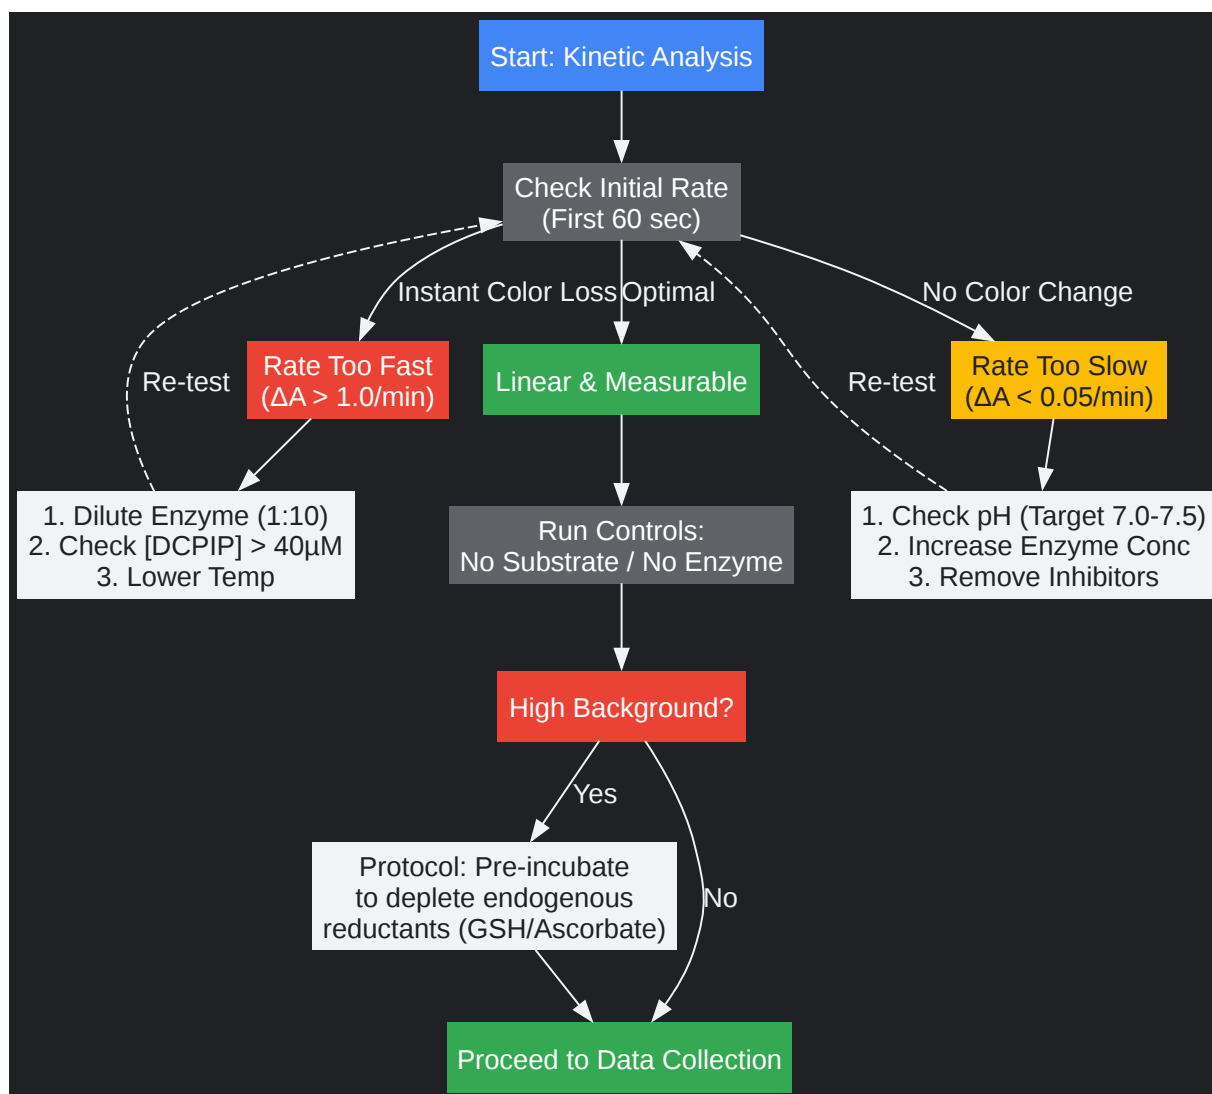 Start: Kinetic Analysis
Check Initial Rate
(First 60 sec)
Instant Color Loss
Optimal
No Color Change
Rate Too Fast
(ΔA > 1.0/min)
Linear & Measurable
Rate Too Slow
(ΔA < 0.05/min)
Re-test
Re-test
1. Dilute Enzyme (1:10)
2. Check [DCPIP] > 40µM
3. Lower Temp
Run Controls:
No Substrate / No Enzyme
1. Check pH (Target 7.0-7.5)
2. Increase Enzyme Conc
3. Remove Inhibitors
High Background?
Yes
Protocol: Pre-incubate
to deplete endogenous
reductants (GSH/Ascorbate)
No
Proceed to Data Collection